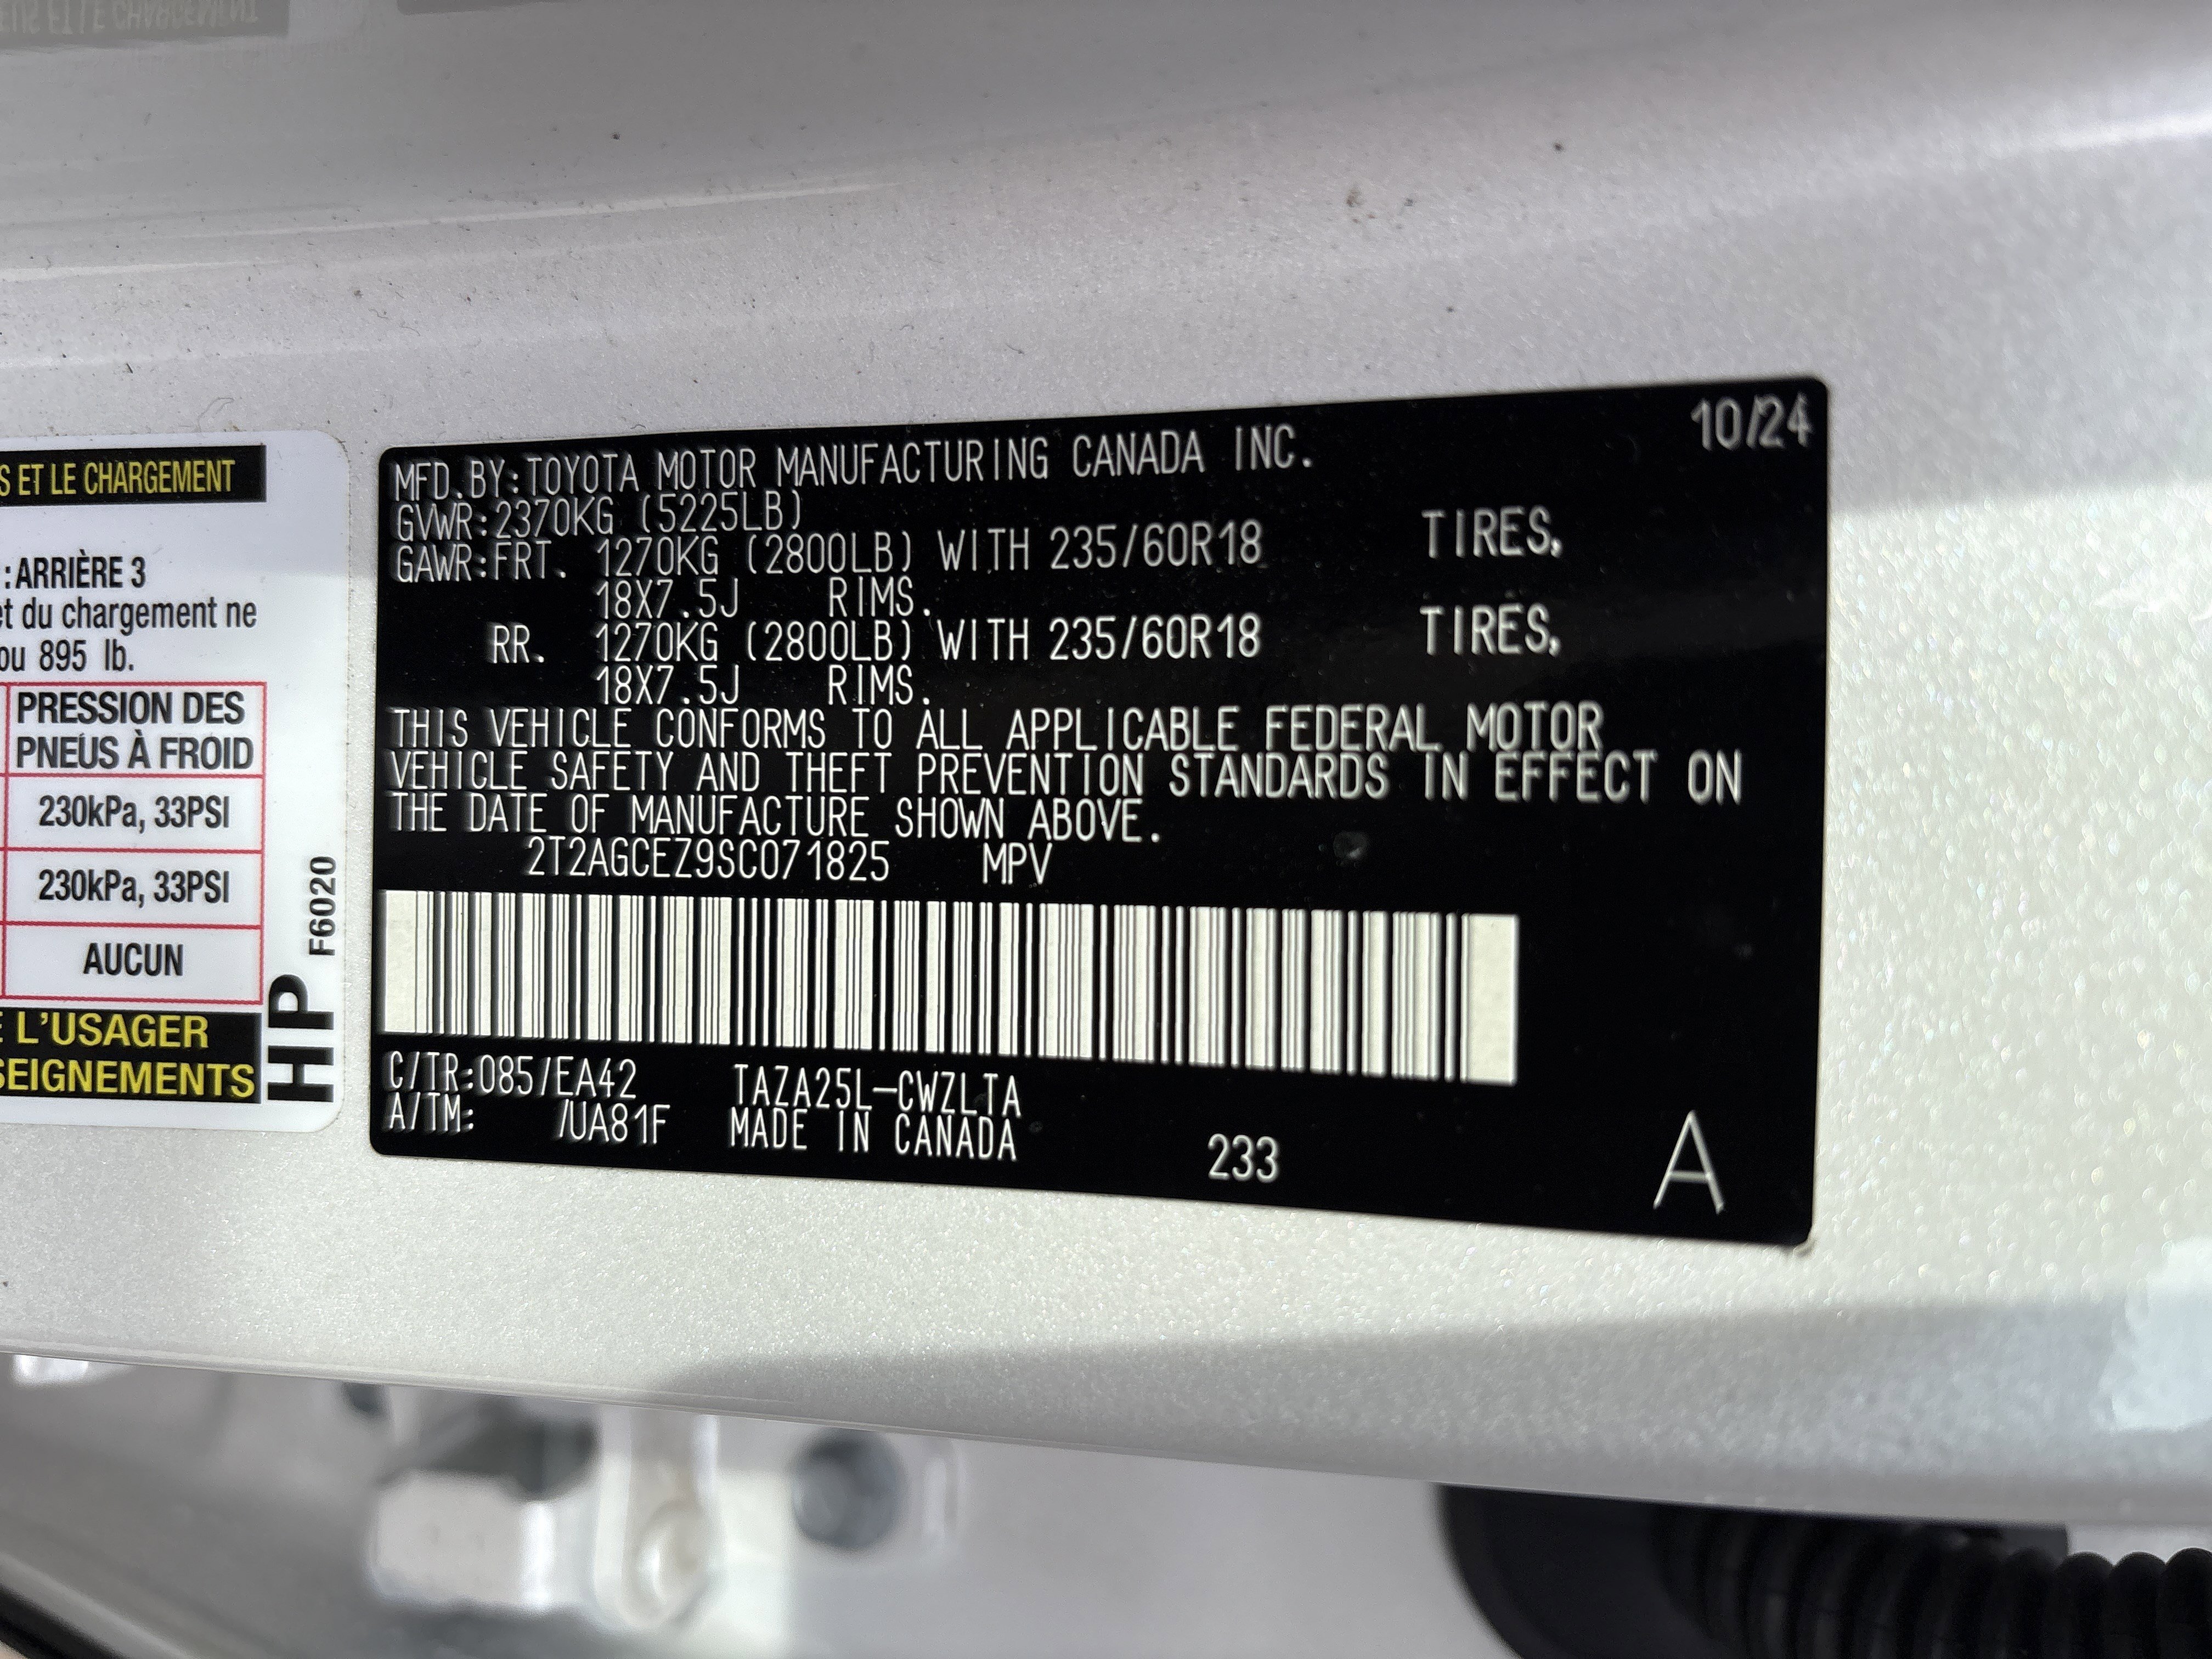 S ET LE CHARGEMENT
: ARRIÈRE 3
et du chargement ne
ou 895 lb.
PRESSION DES
PNEUS À FROID
230kPa, 33PSI
230kPa, 33PSI
AUCUN
L'USAGER
SEIGNEMENTS
HP F6020
10/24
MFD.BY:TOYOTA MOTOR MANUFACTURING CANADA INC.
GVWR:2370KG (5225LB)
GAWR:FRT. 1270KG (2800LB) WITH 235/60R18 TIRES,
18X7.5J RIMS.
RR. 1270KG (2800LB) WITH 235/60R18 TIRES,
18X7.5J RIMS.
THIS VEHICLE CONFORMS TO ALL APPLICABLE FEDERAL MOTOR
VEHICLE SAFETY AND THEFT PREVENTION STANDARDS IN EFFECT ON
THE DATE OF MANUFACTURE SHOWN ABOVE.
2T2AGCEZ9SC071825 MPV
C/TR:085/EA42 TAZA25L-CWZLTA
A/TM: /UA81F MADE IN CANADA
233
A